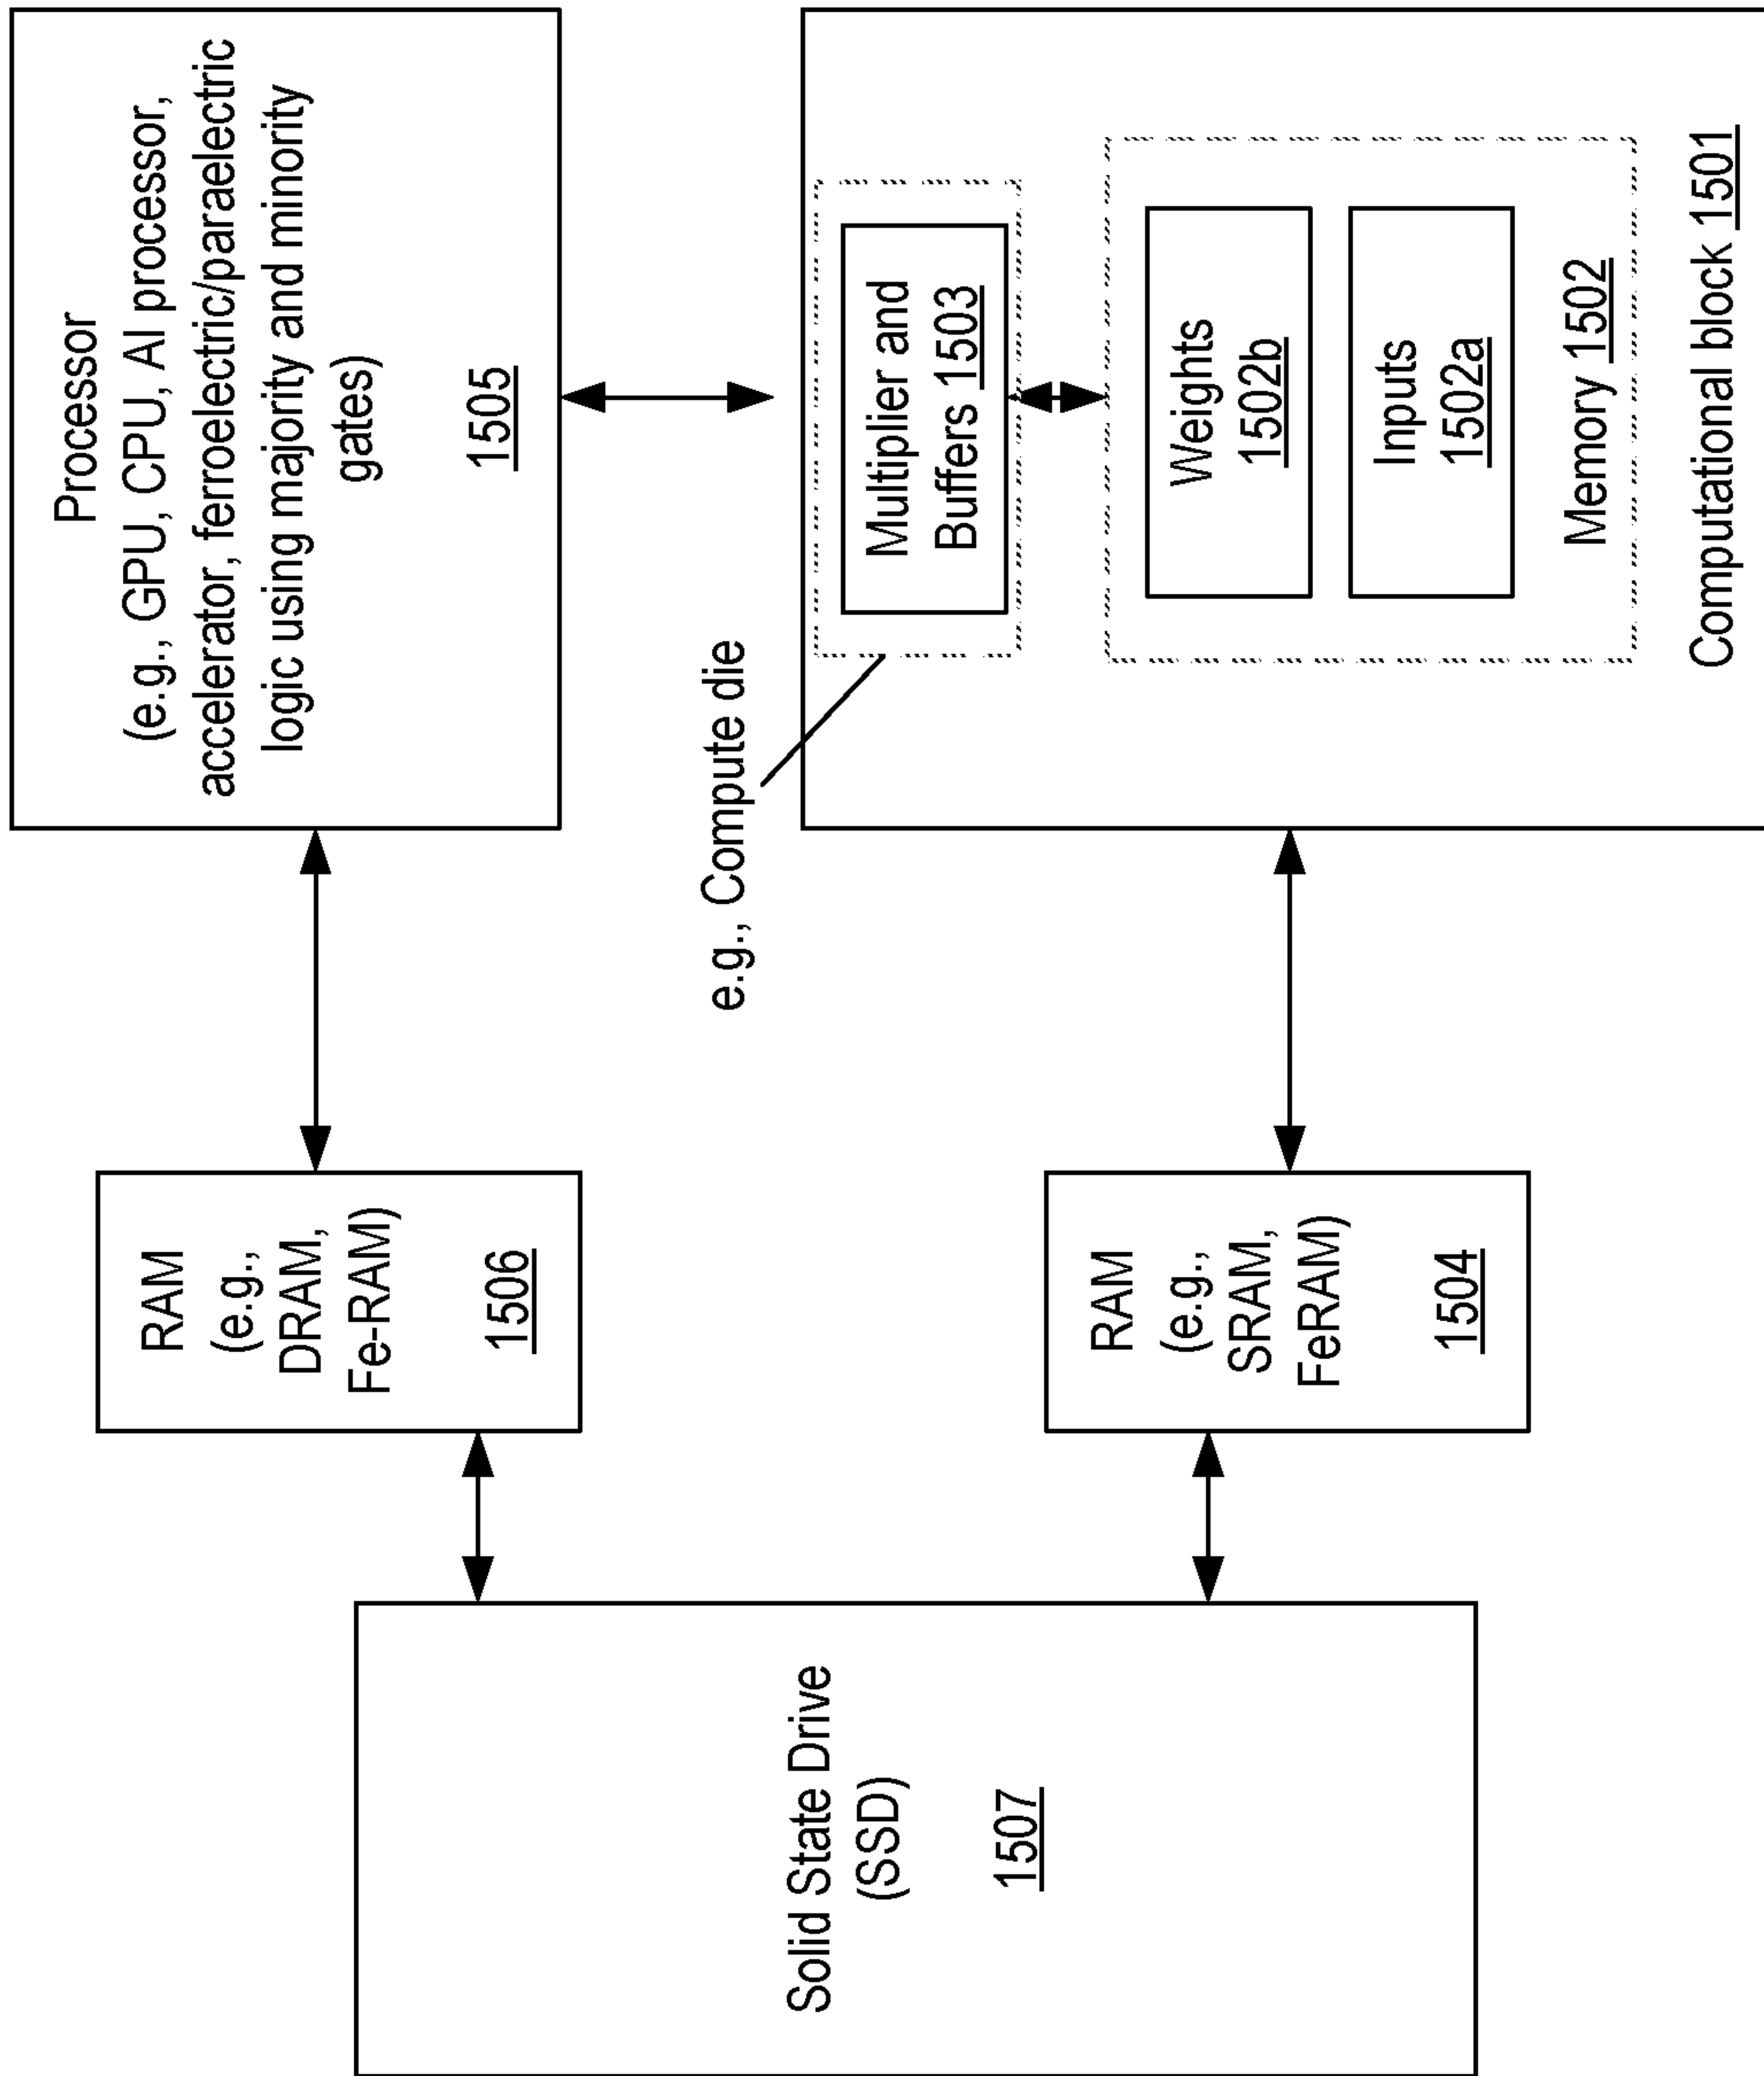 Solid State Drive
(SSD)
1507
RAM
(e.g.,
DRAM,
Fe-RAM)
1506
Processor
(e.g., GPU, CPU, AI processor,
accelerator, ferroelectric/paraelectric
logic using majority and minority
gates)
1505
RAM
(e.g.,
SRAM,
FeRAM)
1504
e.g., Compute die
Multiplier and
Buffers 1503
Weights
1502b
Inputs
1502a
Memory 1502
Computational block 1501